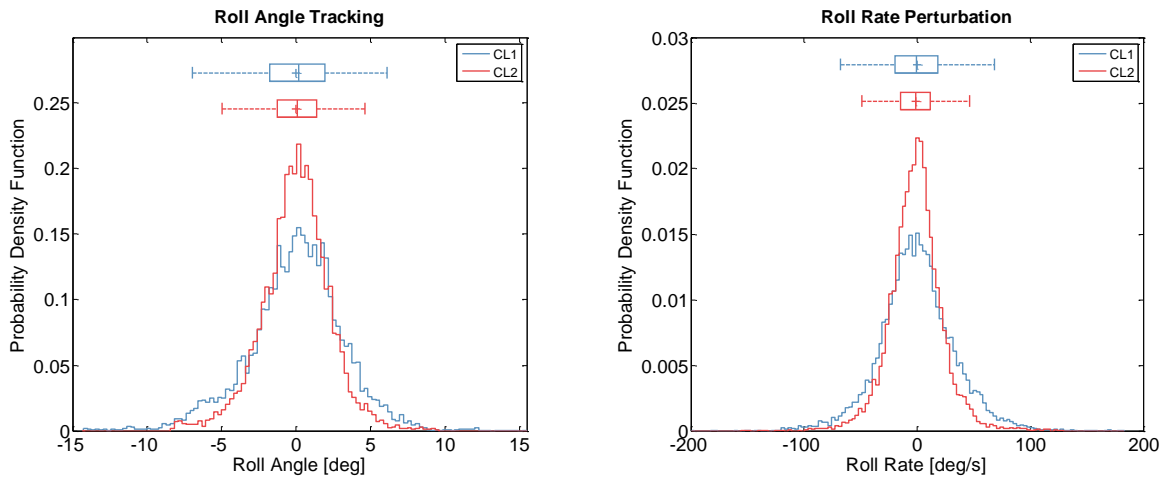 Roll Angle Tracking
CL1
CL2
0.25
0.2
0.15
0.1
0.05
0
-15
-10
-5
0
5
10
15
Probability Density Function
Roll Angle [deg]
Roll Rate Perturbation
CL1
CL2
0.03
0.025
0.02
0.015
0.01
0.005
0
-200
-100
0
100
200
Probability Density Function
Roll Rate [deg/s]